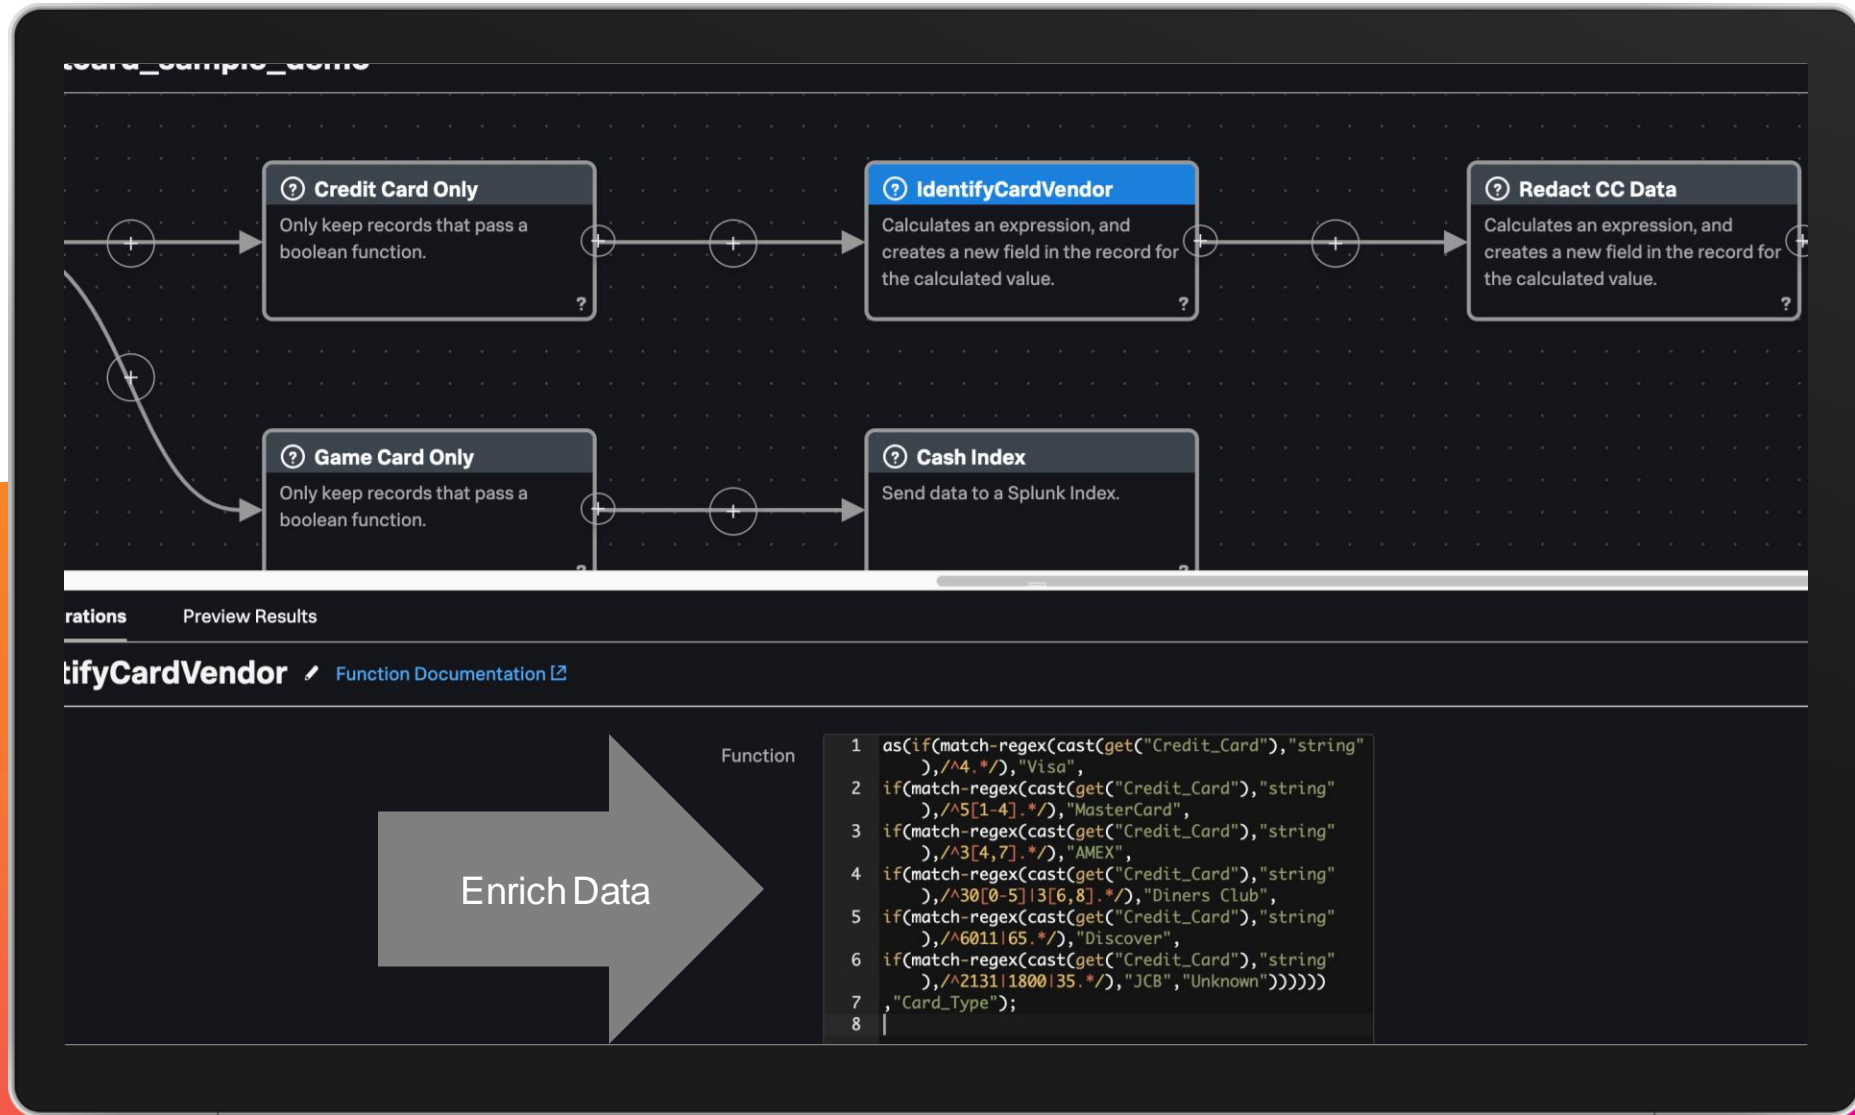 Credit Card Only
Only keep records that pass a
boolean function.
?
IdentifyCardVendor
Calculates an expression, and
creates a new field in the record for
the calculated value.
?
Redact CC Data
Calculates an expression, and
creates a new field in the record for
the calculated value.
?
Game Card Only
Only keep records that pass a
boolean function.
Cash Index
Send data to a Splunk Index.
rations
Preview Results
tifyCardVendor
Function Documentation
Enrich Data
Function
1 as(if(match-regex(cast(get("Credit_Card"),"string"
),/^4.*/),"Visa",
2 if(match-regex(cast(get("Credit_Card"),"string"
),/^5[1-4].*/),"MasterCard",
3 if(match-regex(cast(get("Credit_Card"),"string"
),/^3[4,7].*/),"AMEX",
4 if(match-regex(cast(get("Credit_Card"),"string"
),/^30[0-5]|3[6,8].*/),"Diners Club",
5 if(match-regex(cast(get("Credit_Card"),"string"
),/^6011|65.*/),"Discover",
6 if(match-regex(cast(get("Credit_Card"),"string"
),/^2131|1800|35.*/),"JCB","Unknown"))))))
7 ,"Card_Type");
8